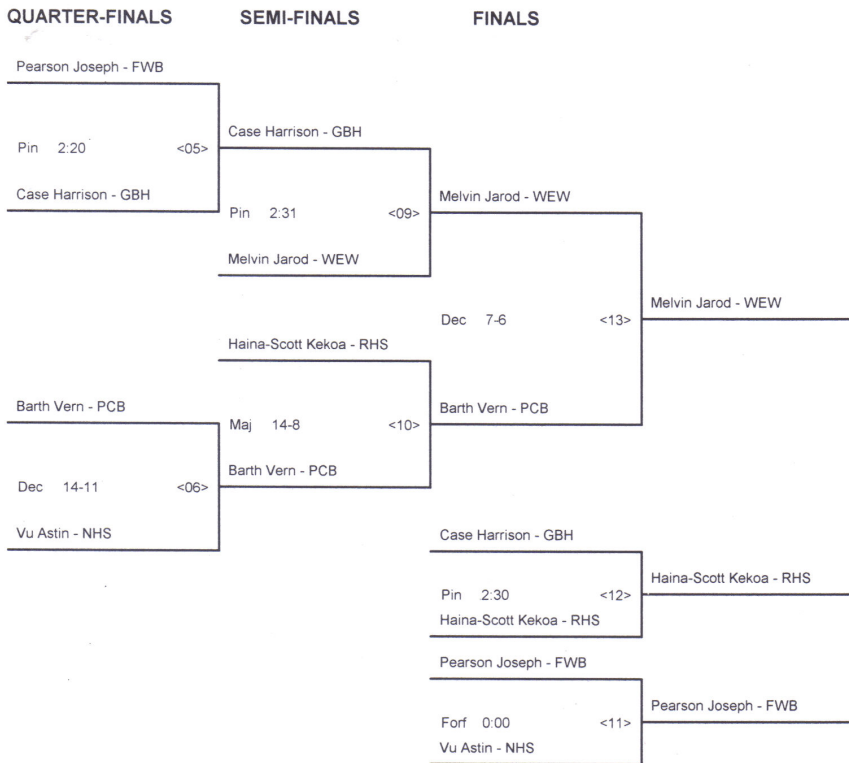 QUARTER-FINALS SEMI-FINALS FINALS
Pearson Joseph - FWB
Pin 2:20 <05>
Case Harrison - GBH
Case Harrison - GBH
Pin 2:31 <09>
Melvin Jarod - WEW
Melvin Jarod - WEW
Dec 7-6 <13>
Melvin Jarod - WEW
Haina-Scott Kekoa - RHS
Barth Vern - PCB
Maj 14-8 <10>
Barth Vern - PCB
Barth Vern - PCB
Dec 14-11 <06>
Vu Astin - NHS
Case Harrison - GBH
Pin 2:30 <12>
Haina-Scott Kekoa - RHS
Haina-Scott Kekoa - RHS
Pearson Joseph - FWB
Forf 0:00 <11>
Vu Astin - NHS
Pearson Joseph - FWB